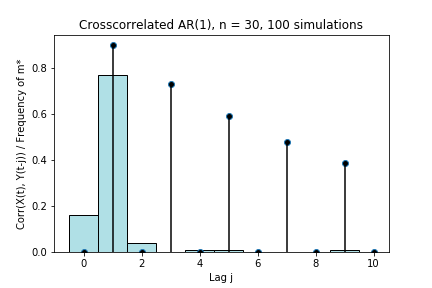 Crosscorrelated AR(1), n = 30, 100 simulations
Corr(X(t), Y(t-j)) / Frequency of m*
0.8
0.6
0.4
0.2
0.0
0 2 4 6 8 10
Lag j